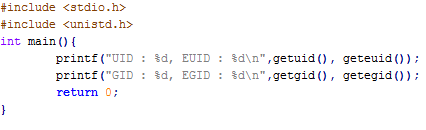 #include <stdio.h>
#include <unistd.h>
int main(){
        printf("UID : %d, EUID : %d\n",getuid(), geteuid());
        printf("GID : %d, EGID : %d\n",getgid(), getegid());
        return 0;
}